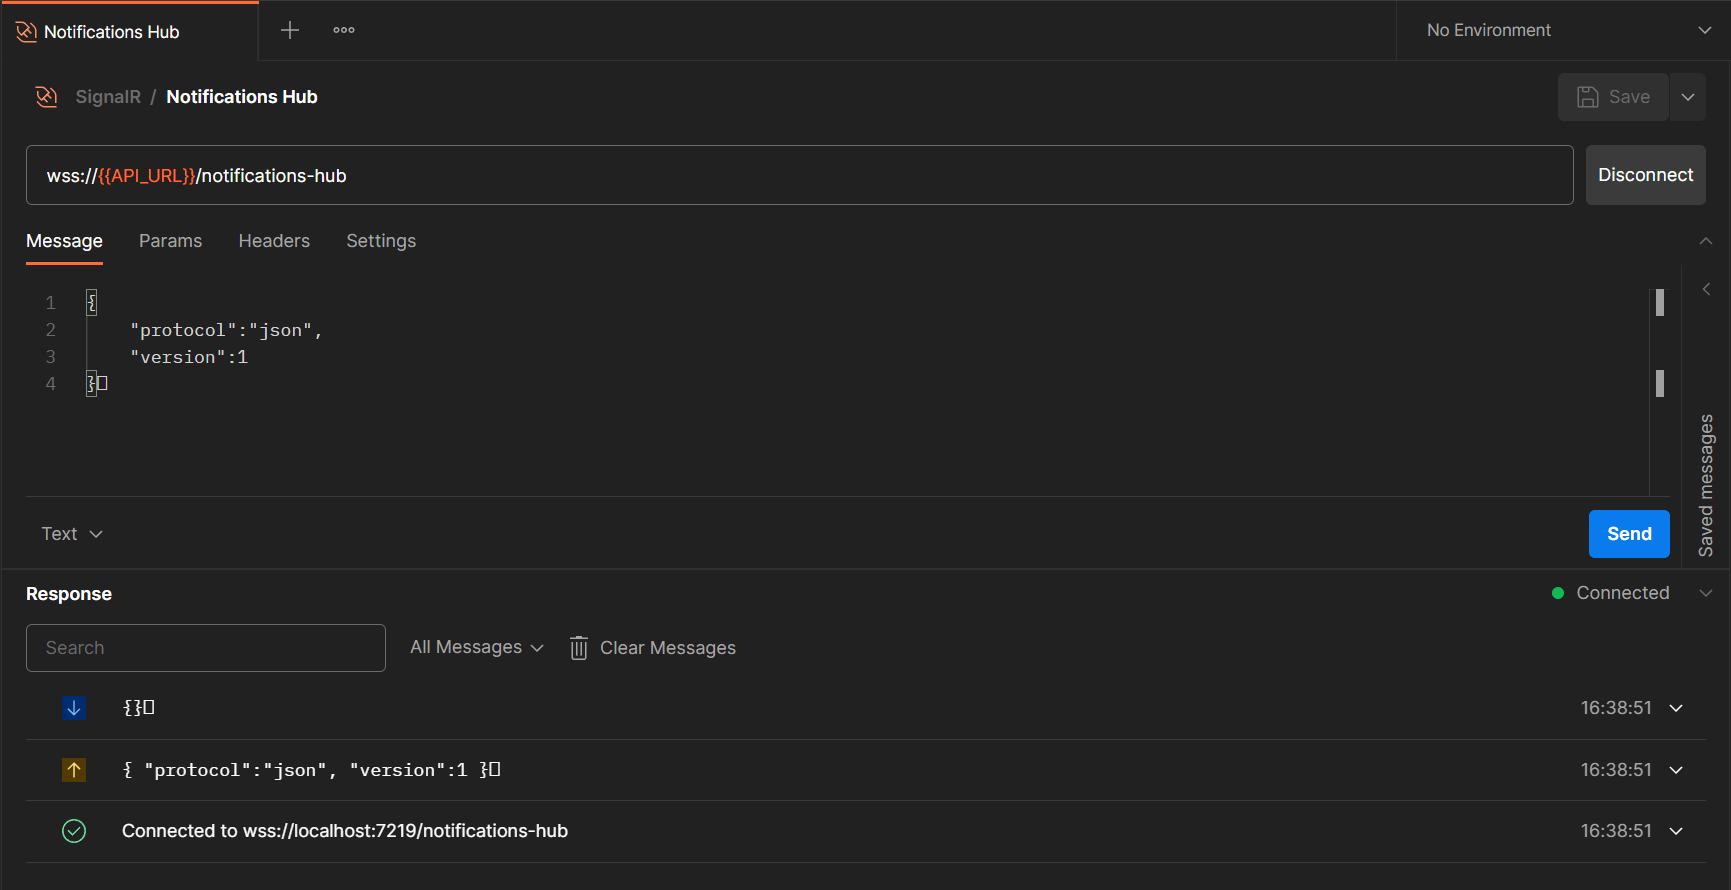 Notifications Hub
No Environment
SignalR / Notifications Hub
Save
wss://{{API_URL}}/notifications-hub
Disconnect
Message Params Headers Settings
1 {
2 "protocol":"json",
3 "version":1
4 }
Saved messages
Text
Send
Response
Connected
Search
All Messages
Clear Messages
{} 16:38:51
{ "protocol":"json", "version":1 } 16:38:51
Connected to wss://localhost:7219/notifications-hub 16:38:51